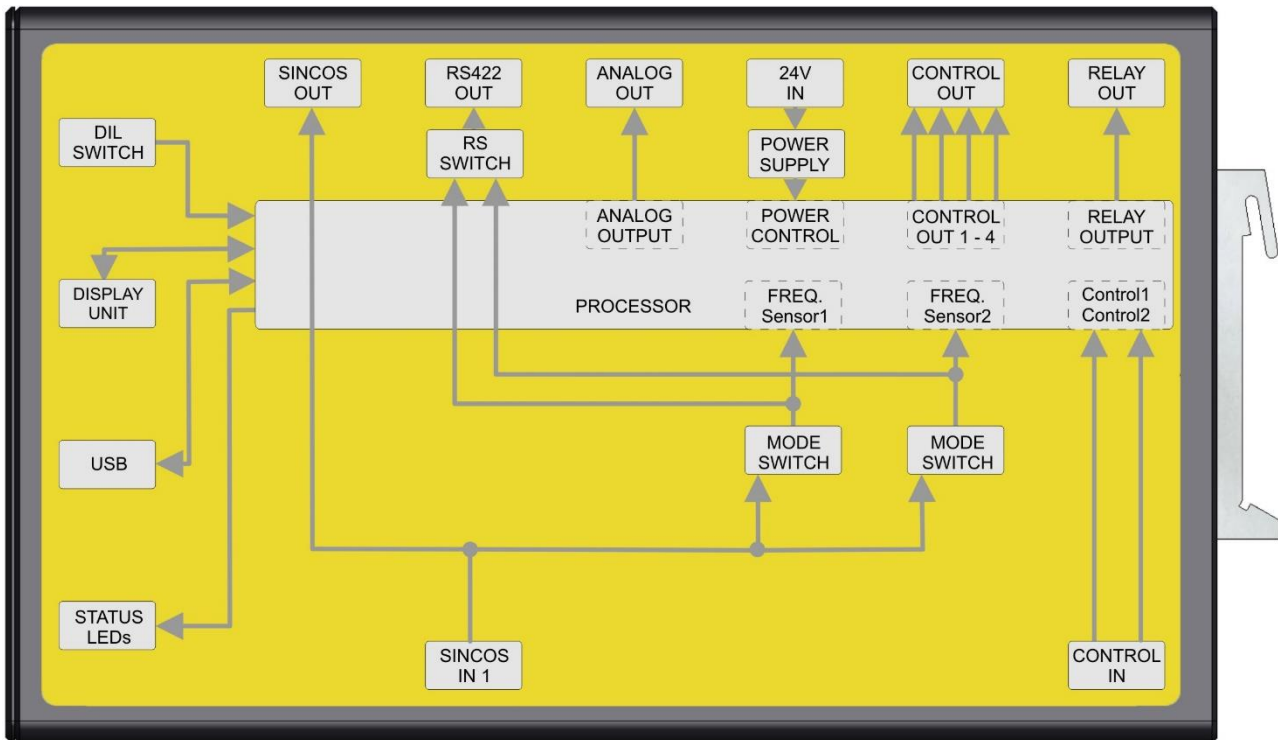 SINCOS
OUT
RS422
OUT
ANALOG
OUT
24V
IN
CONTROL
OUT
RELAY
OUT
DIL
SWITCH
RS
SWITCH
POWER
SUPPLY
ANALOG
OUTPUT
POWER
CONTROL
CONTROL
OUT 1 - 4
RELAY
OUTPUT
DISPLAY
UNIT
PROCESSOR
FREQ.
Sensor1
FREQ.
Sensor2
Control1
Control2
USB
MODE
SWITCH
MODE
SWITCH
STATUS
LEDs
SINCOS
IN 1
CONTROL
IN